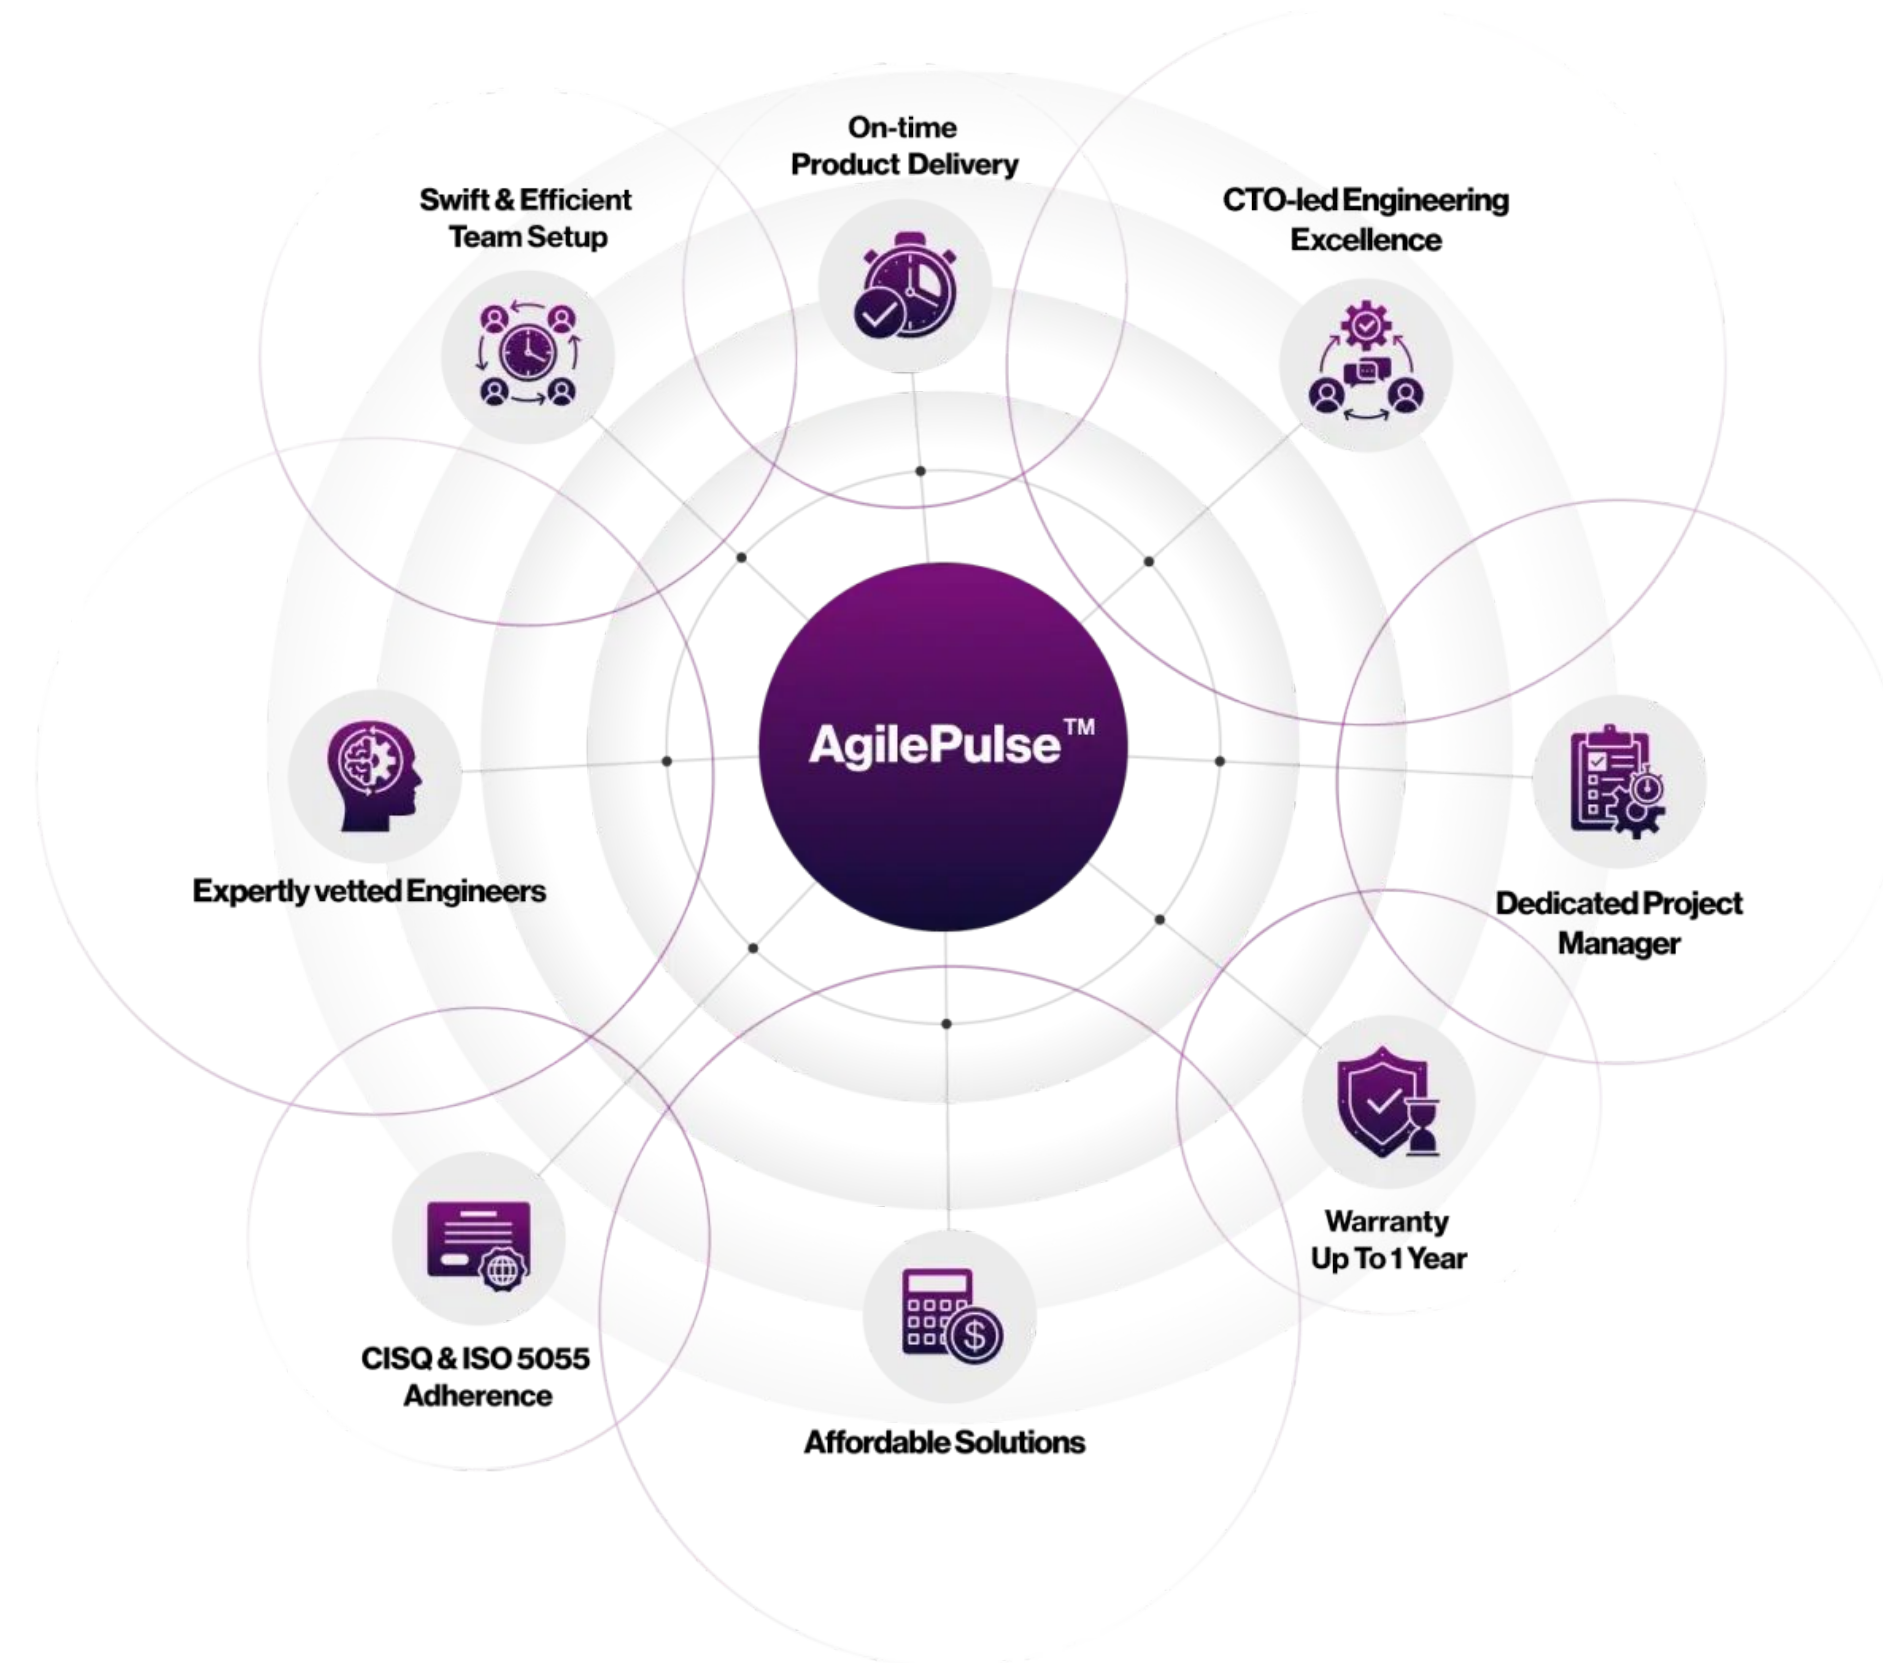 On-time
Product Delivery
Swift & Efficient
Team Setup
CTO-led Engineering
Excellence
AgilePulse™
Expertly vetted Engineers
Dedicated Project
Manager
Warranty
Up To 1 Year
CISQ & ISO 5055
Adherence
Affordable Solutions
$